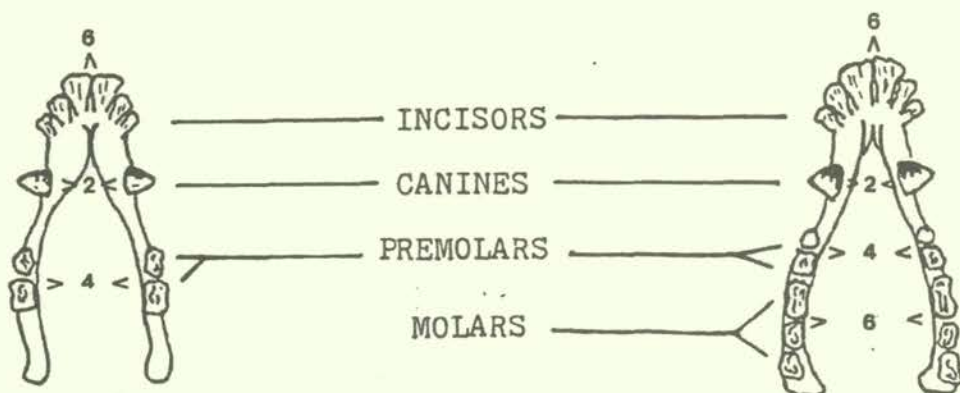 6 6
^ ^
INCISORS
> 2 < CANINES > 2 <
PREMOLARS > 4 <
> 4 <
MOLARS > 6 <